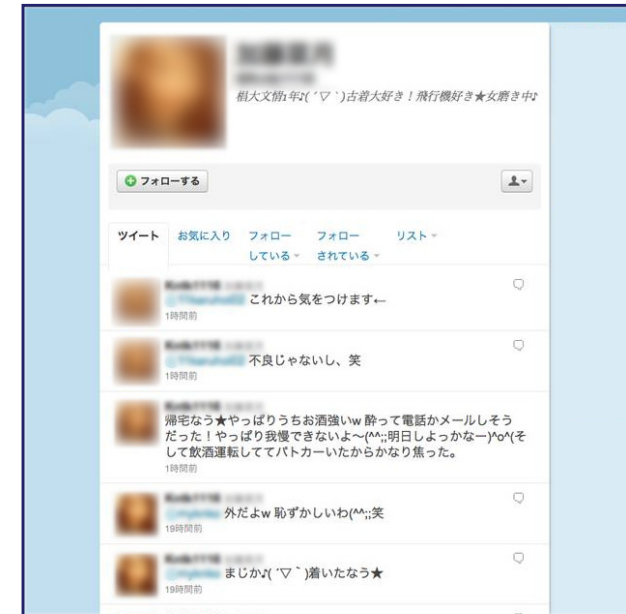 椙大文情1年♪(´▽｀)古着大好き！飛行機好き★女磨き中♪
フォローする
ツイート お気に入り フォロー フォロー リスト
している されている
これから気をつけます←
1時間前
不良じゃないし、笑
1時間前
帰宅なう★やっぱりうちお酒強いw 酔って電話かメールしそう
だった！やっぱり我慢できないよ〜(^^;;明日しよっかなー)^o^(そ
して飲酒運転しててパトカーいたからかなり焦った。
1時間前
外だよw 恥ずかしいわ(^^;;笑
19時間前
まじか♪(´▽｀)着いたなう★
19時間前